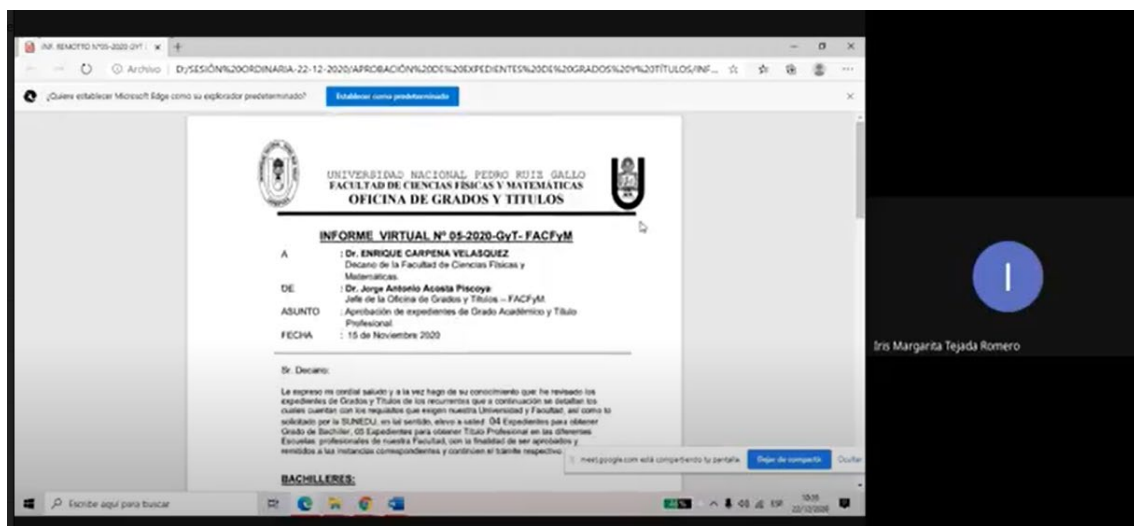 INF. REMOTTO N°05-2020 GYT
Archivo
D:/SESIÓN%20ORDINARIA-22-12-2020/APROBACIÓN%20DE%20EXPEDIENTES%20DE%20GRADOS%20Y%20TÍTULOS/INF...
¿Quiere establecer Microsoft Edge como su explorador predeterminado?
Establecer como predeterminado
UNIVERSIDAD NACIONAL PEDRO RUIZ GALLO
FACULTAD DE CIENCIAS FÍSICAS Y MATEMÁTICAS
OFICINA DE GRADOS Y TITULOS
INFORME VIRTUAL N° 05-2020-GyT- FACFyM
A : Dr. ENRIQUE CARPENA VELASQUEZ
Decano de la Facultad de Ciencias Físicas y
Matemáticas.
DE : Dr. Jorge Antonio Acosta Piscoya
Jefe de la Oficina de Grados y Títulos – FACFyM.
ASUNTO : Aprobación de expedientes de Grado Académico y Título
Profesional.
FECHA : 15 de Noviembre 2020
Sr. Decano:
Le expreso mi cordial saludo y a la vez hago de su conocimiento que: he revisado los
expedientes de Grados y Títulos de los recurrentes que a continuación se detallan los
cuales cuentan con los requisitos que exigen nuestra Universidad y Facultad, así como lo
solicitado por la SUNEDU, en tal sentido, elevo a usted: 04 Expedientes para obtener
Grado de Bachiller, 03 Expedientes para obtener Título Profesional en las diferentes
Escuelas profesionales de nuestra Facultad, con la finalidad de ser aprobados y
remitidos a las instancias correspondientes y continúen el trámite respectivo
BACHILLERES:
meet.google.com está compartiendo tu pantalla.
Dejar de compartir
Ocultar
I
Iris Margarita Tejada Romero
Escribe aquí para buscar
ESP
22/12/2020